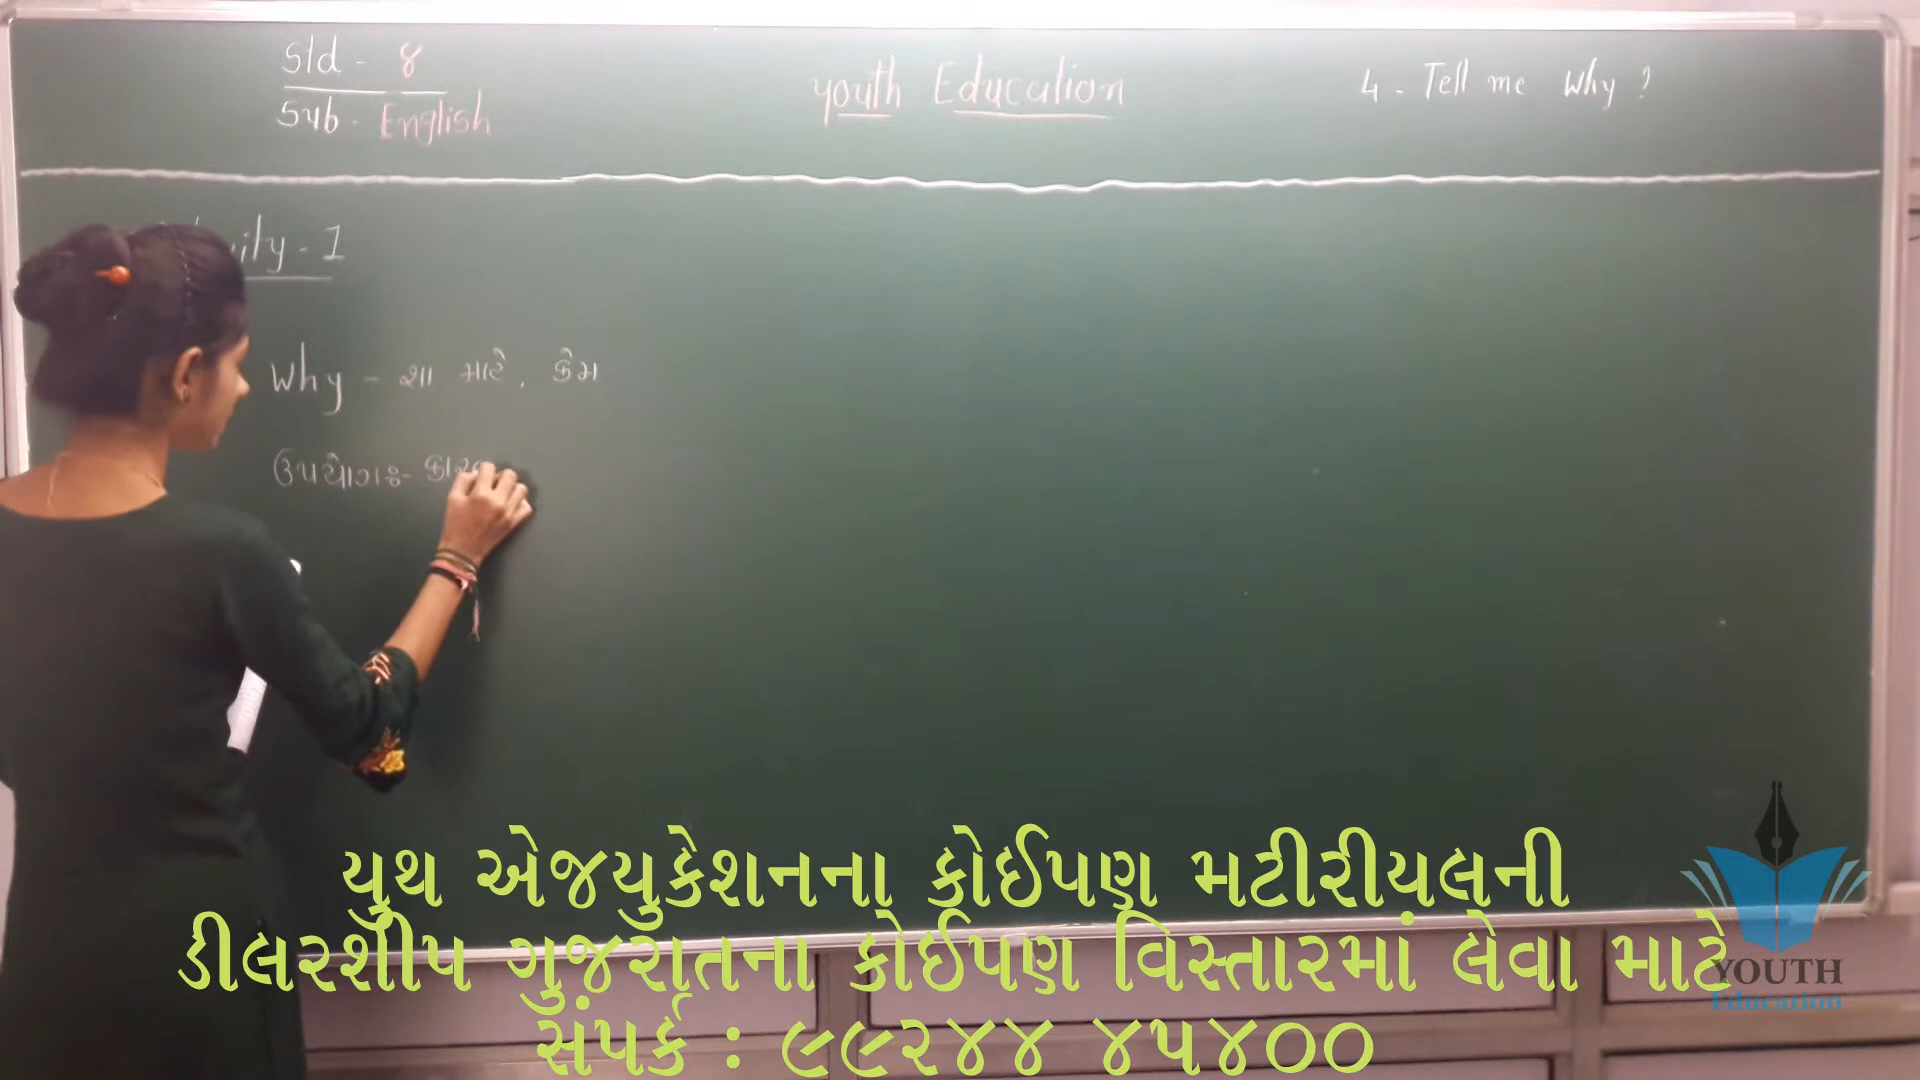 Std - 8
Sub - English
youth Education
4 - Tell me Why ?
- 1
Why - શા માટે, કેમ
ઉપયોગઃ-
યુથ એજયુકેશનના કોઈપણ મટીરીયલની
ડીલરશીપ ગુજરાતના કોઈપણ વિસ્તારમાં લેવા માટે
સંપર્ક : ૯૯૨૪૪ ૪૫૪૦૦
YOUTH
Education